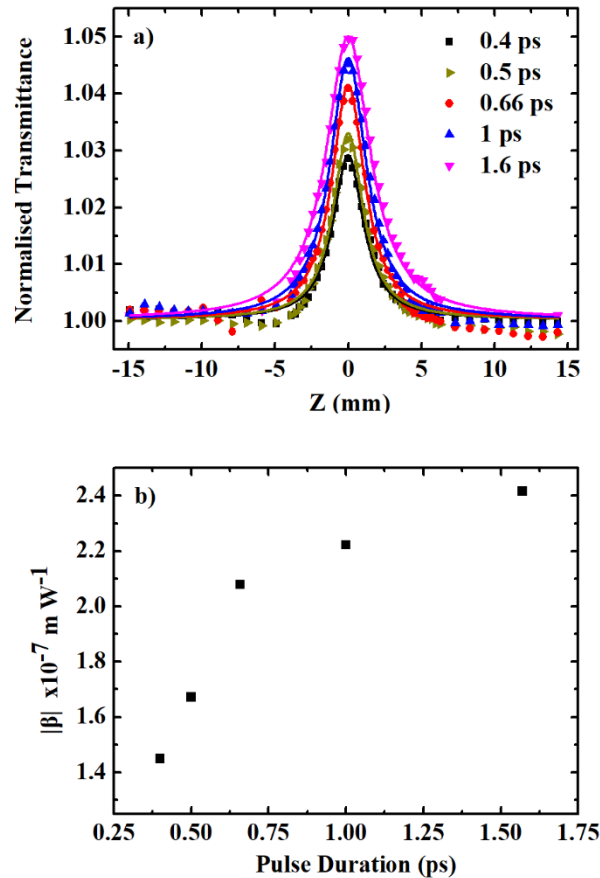 a)
0.4 ps
0.5 ps
0.66 ps
1 ps
1.6 ps
1.05
1.04
1.03
1.02
1.01
1.00
Normalised Transmittance
-15 -10 -5 0 5 10 15
Z (mm)
b)
2.4
2.2
2.0
1.8
1.6
1.4
|β| x10⁻⁷ m W⁻¹
0.25 0.50 0.75 1.00 1.25 1.50 1.75
Pulse Duration (ps)